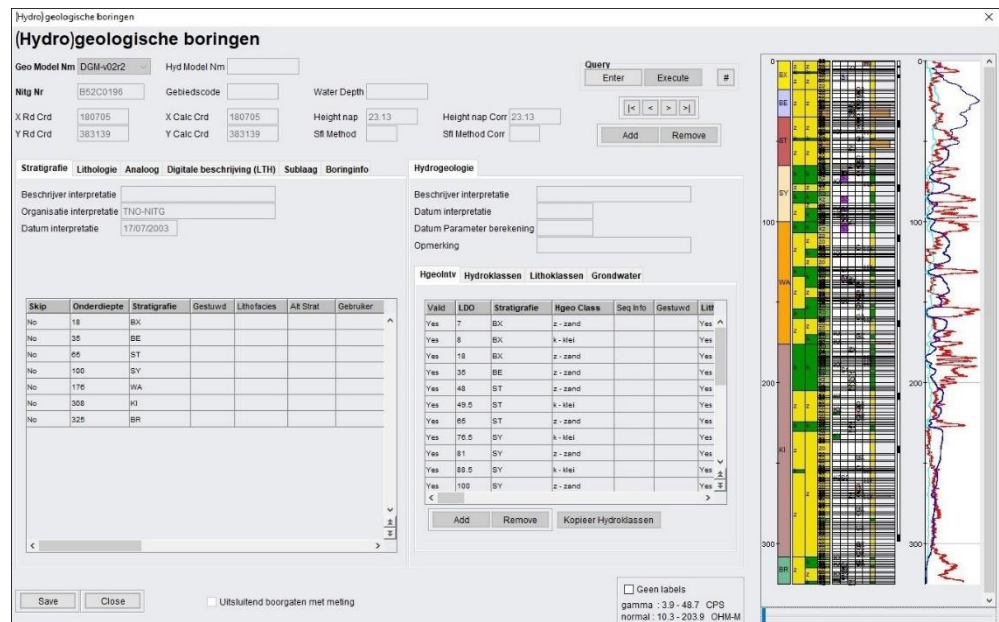 (Hydro)geologische boringen
(Hydro)geologische boringen
Geo Model Nm DGM-v02r2 Hyd Model Nm
Query
Enter Execute #
Nitg Nr B52C0196 Gebiedscode Water Depth
|< < > >|
X Rd Crd 180705 X Calc Crd 180705 Height nap 23.13 Height nap Corr 23.13
Y Rd Crd 383139 Y Calc Crd 383139 Sfl Method Sfl Method Corr
Add Remove
Stratigrafie Lithologie Analoog Digitale beschrijving (LTH) Sublaag Boringinfo
Beschrijver interpretatie
Organisatie interpretatie TNO-NITG
Datum interpretatie 17/07/2003
Skip Onderdiepte Stratigrafie Gestuwd Lithofacies Alt Strat Gebruiker
No 18 BX
No 35 BE
No 65 ST
No 100 SY
No 176 WA
No 308 KI
No 325 BR
Hydrogeologie
Beschrijver interpretatie
Datum interpretatie
Datum Parameter berekening
Opmerking
HgeoIntv Hydroklassen Lithoklassen Grondwater
Valid LDO Stratigrafie Hgeo Class Seq Info Gestuwd Lith
Yes 7 BX z - zand Yes
Yes 8 BX k - klei Yes
Yes 18 BX z - zand Yes
Yes 35 BE z - zand Yes
Yes 48 ST z - zand Yes
Yes 49.5 ST k - klei Yes
Yes 65 ST z - zand Yes
Yes 76.5 SY k - klei Yes
Yes 81 SY z - zand Yes
Yes 88.5 SY k - klei Yes
Yes 100 SY z - zand Yes
Add Remove Kopieer Hydroklassen
Save Close Uitsluitend boorgaten met meting
Geen labels
gamma : 3.9 - 48.7 CPS
normal : 10.3 - 203.9 OHM-M
0 0
BX
BE
ST
SY
100 100
WA
200 200
KI
300 300
BR